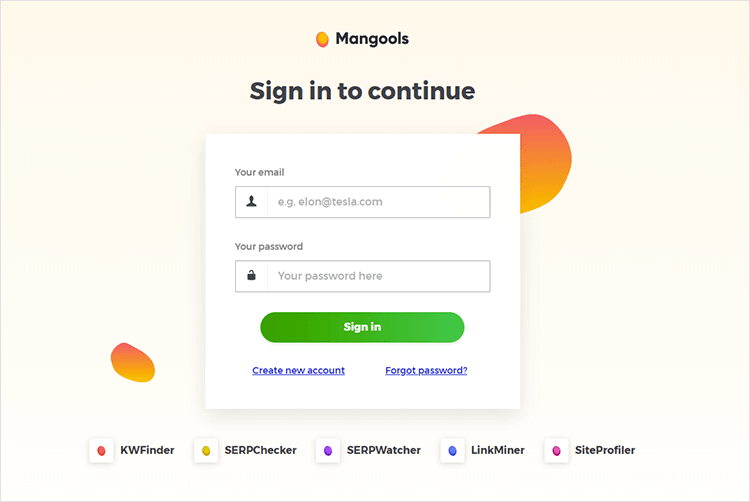 Mangools
Sign in to continue
Your email
e.g. elon@tesla.com
Your password
Your password here
Sign in
Create new account Forgot password?
KWFinder SERPChecker SERPWatcher LinkMiner SiteProfiler